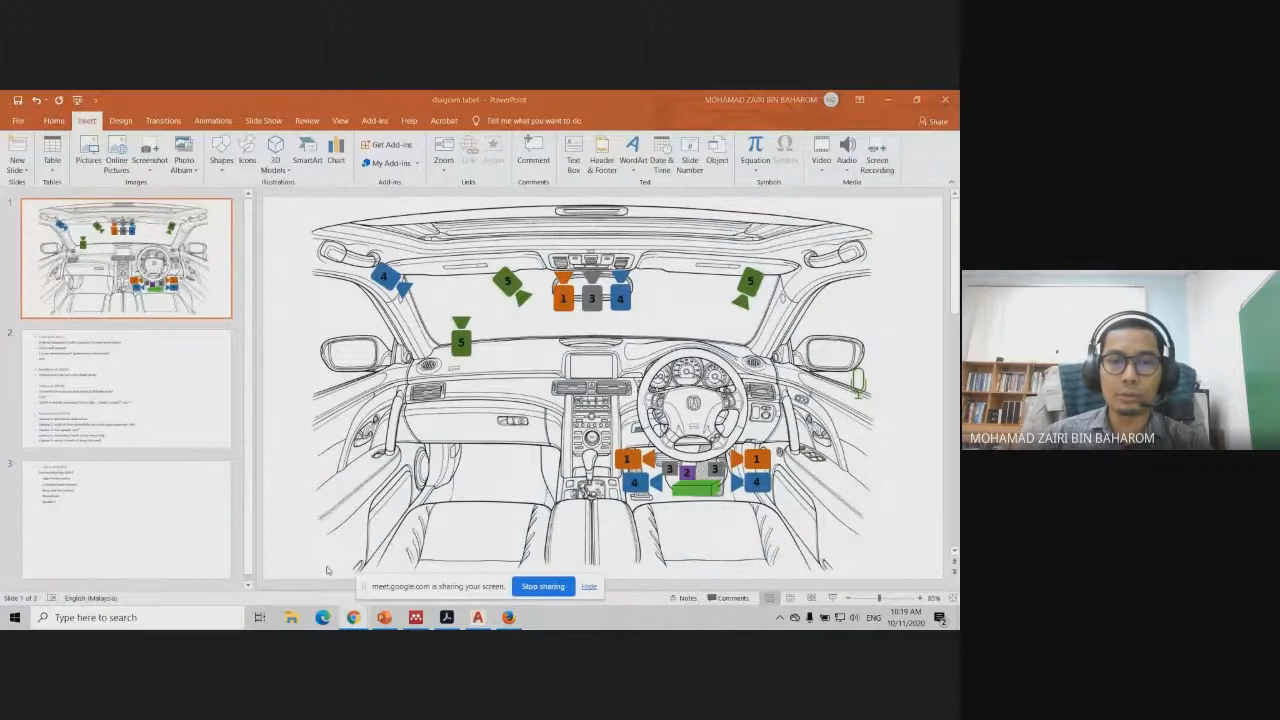 diagram label - PowerPoint
MOHAMAD ZAIRI BIN BAHAROM
File Home Insert Design Transitions Animations Slide Show Review View Add-ins Help Acrobat Tell me what you want to do
Share
New Slide
Table
Pictures
Online Pictures
Screenshot
Photo Album
Shapes
Icons
3D Models
SmartArt
Chart
Get Add-ins
My Add-ins
Zoom
Link
Action
Comment
Text Box
Header & Footer
WordArt
Date & Time
Slide Number
Object
Equation
Symbol
Video
Audio
Screen Recording
Slides Tables Images Illustrations Add-ins Links Comments Text Symbols Media
1
2
3
4 5 1 3 4 5
5
1 3 2 3 1
4 4
MOHAMAD ZAIRI BIN BAHAROM
meet.google.com is sharing your screen. Stop sharing Hide
Slide 1 of 3 English (Malaysia) Notes Comments 85%
Type here to search
ENG
10:19 AM
10/11/2020
2